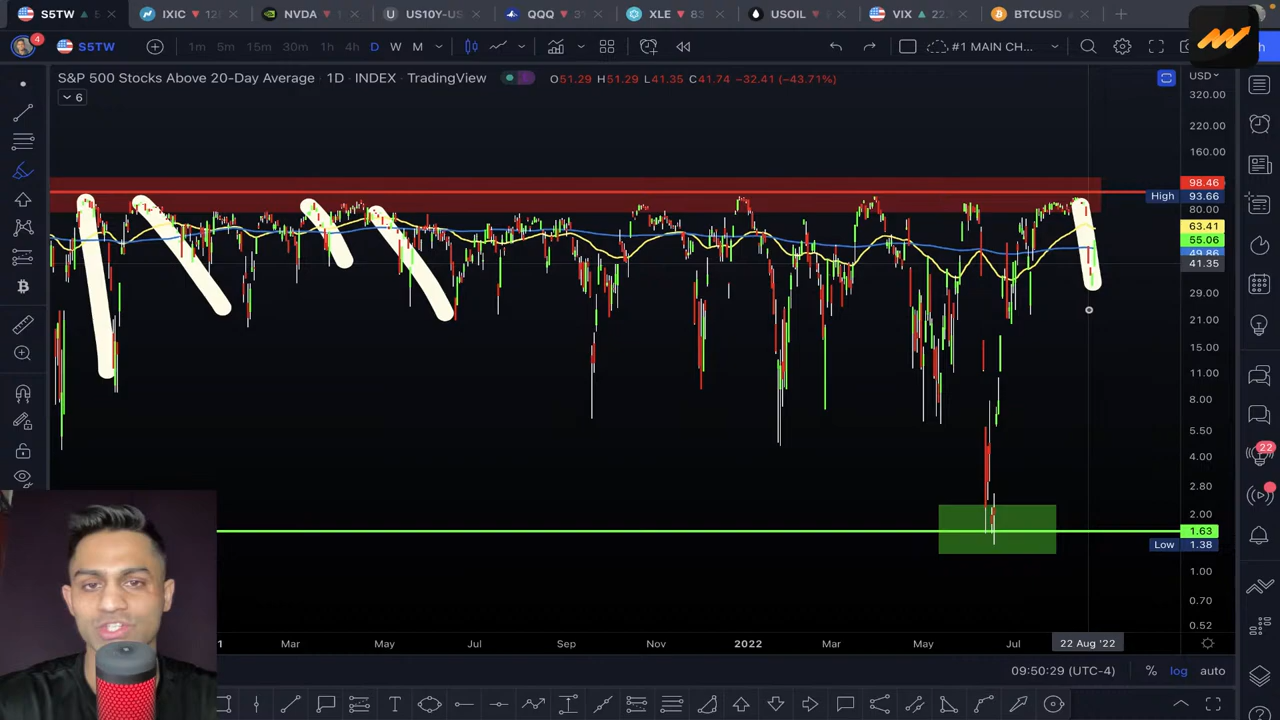 S5TW
IXIC
NVDA
US10Y-US
QQQ
XLE
USOIL
VIX
BTCUSD
4
S5TW
1m 5m 15m 30m 1h 4h D W M
#1 MAIN CH...
S&P 500 Stocks Above 20-Day Average · 1D · INDEX · TradingView
O51.29 H51.29 L41.35 C41.74 −32.41 (−43.71%)
6
USD
320.00
220.00
160.00
98.46
High 93.66
80.00
63.41
55.06
49.86
41.35
29.00
21.00
15.00
11.00
8.00
5.50
4.00
2.80
2.00
1.63
Low 1.38
1.00
0.70
0.52
22
1 Mar May Jul Sep Nov 2022 Mar May Jul 22 Aug '22
09:50:29 (UTC-4)
% log auto